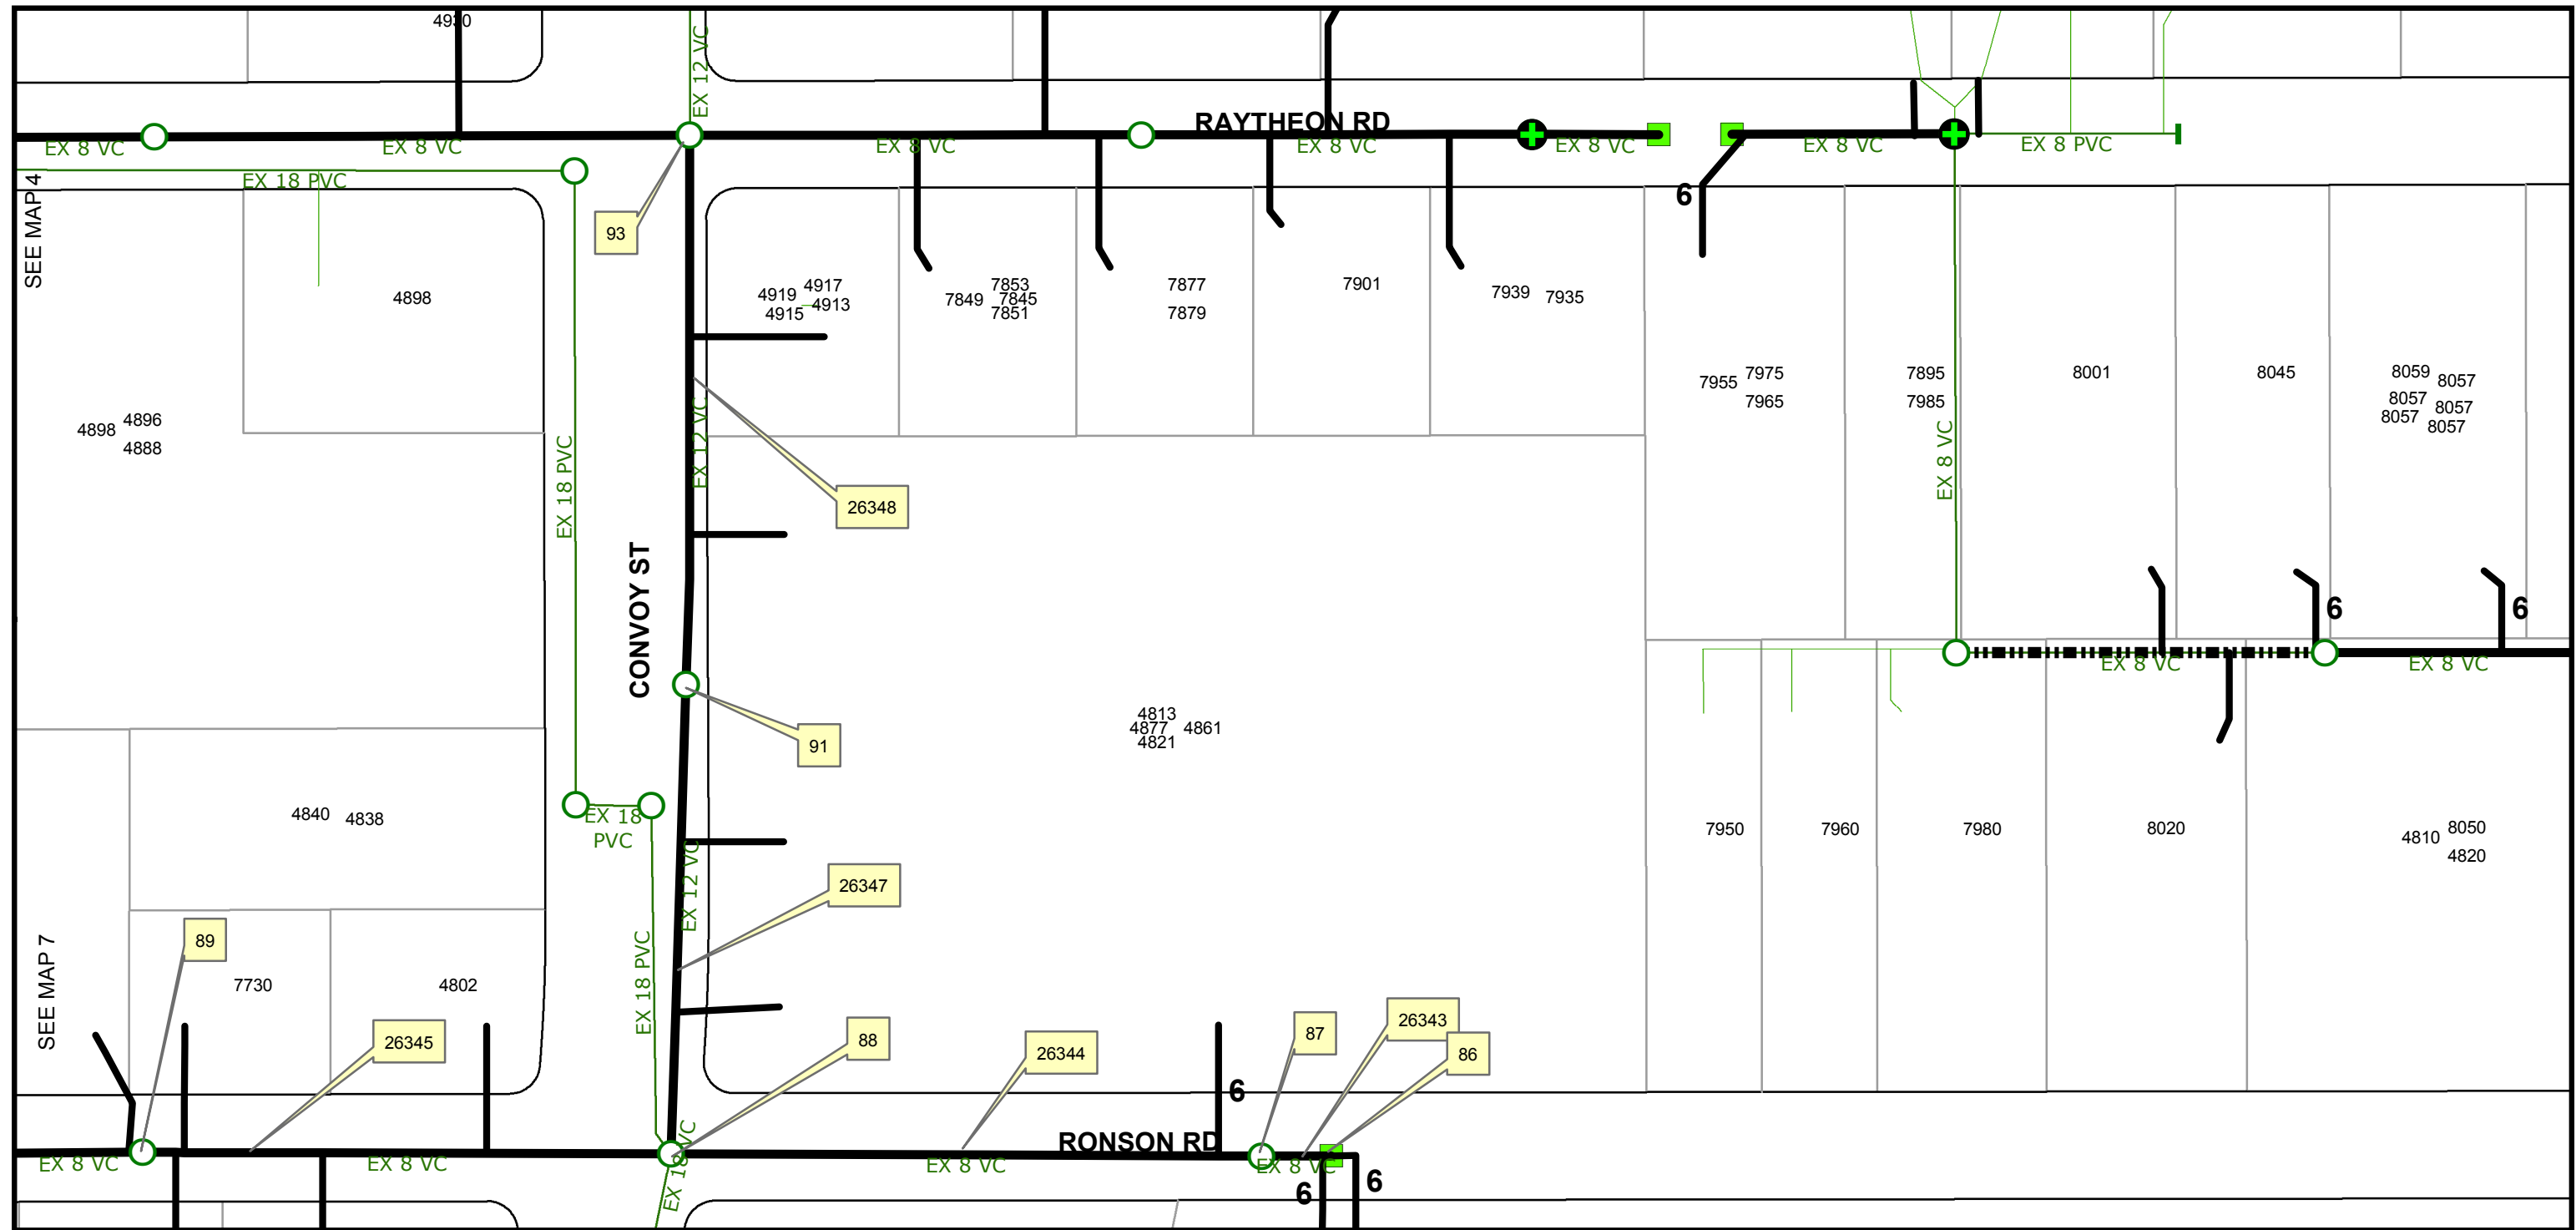 4930
EX 12 VC
RAYTHEON RD
EX 8 VC
EX 8 VC
EX 8 VC
EX 8 VC
EX 8 VC
EX 8 VC
EX 8 PVC
EX 18 PVC
SEE MAP 4
6
93
4898
4919 4917
4915 4913
7849 7853
7845
7851
7877
7879
7901
7939 7935
7955 7975
7965
7895
7985
8001
8045
8059 8057
8057 8057
8057 8057
4898 4896
4888
EX 18 PVC
EX 12 VC
26348
EX 8 VC
CONVOY ST
6
6
EX 8 VC
EX 8 VC
91
4813
4877 4861
4821
4840 4838
EX 18
PVC
7950
7960
7980
8020
4810 8050
4820
EX 12 VC
26347
SEE MAP 7
89
7730
4802
EX 18 PVC
26345
88
26344
87
26343
86
6
RONSON RD
EX 8 VC
EX 8 VC
EX 8 VC
EX 8 VC
EX 18 VC
6
6